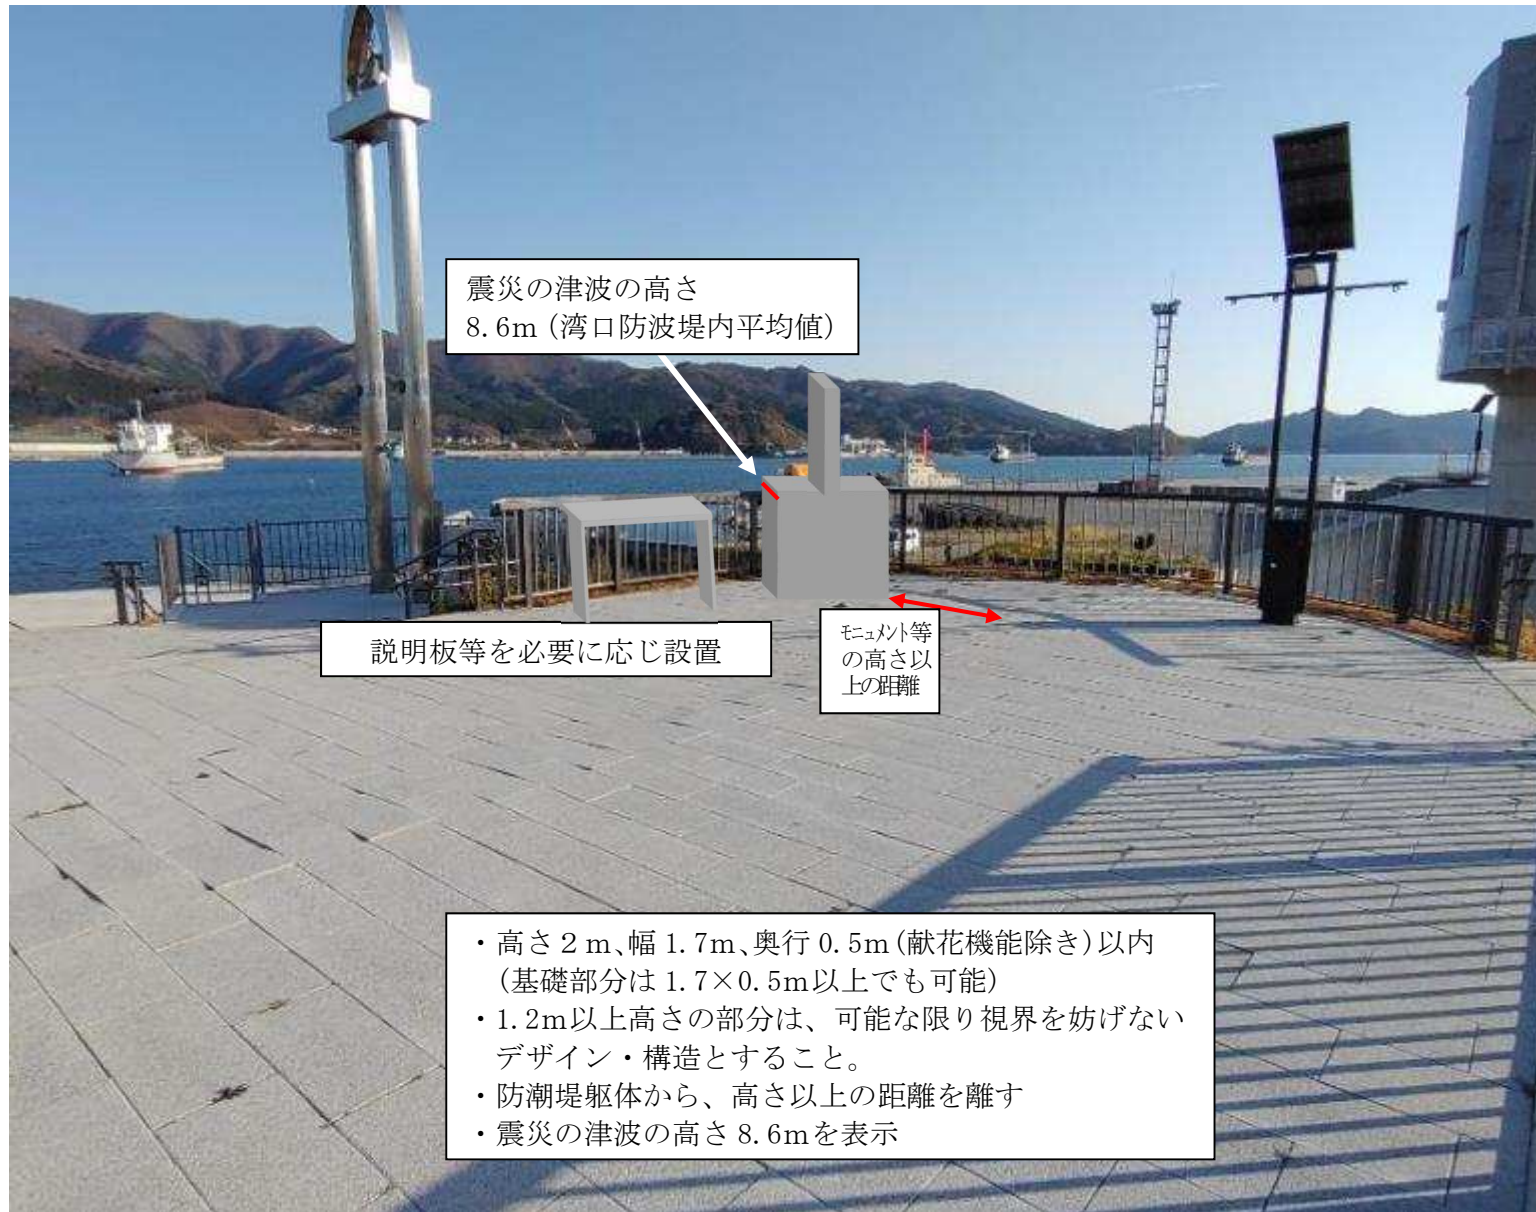 震災の津波の高さ
8.6m(湾口防波堤内平均値)
説明板等を必要に応じ設置
モニュメント等
の高さ以
上の距離
・高さ2m、幅1.7m、奥行0.5m(献花機能除き)以内
(基礎部分は1.7×0.5m以上でも可能)
・1.2m以上高さの部分は、可能な限り視界を妨げない
デザイン・構造とすること。
・防潮堤躯体から、高さ以上の距離を離す
・震災の津波の高さ8.6mを表示